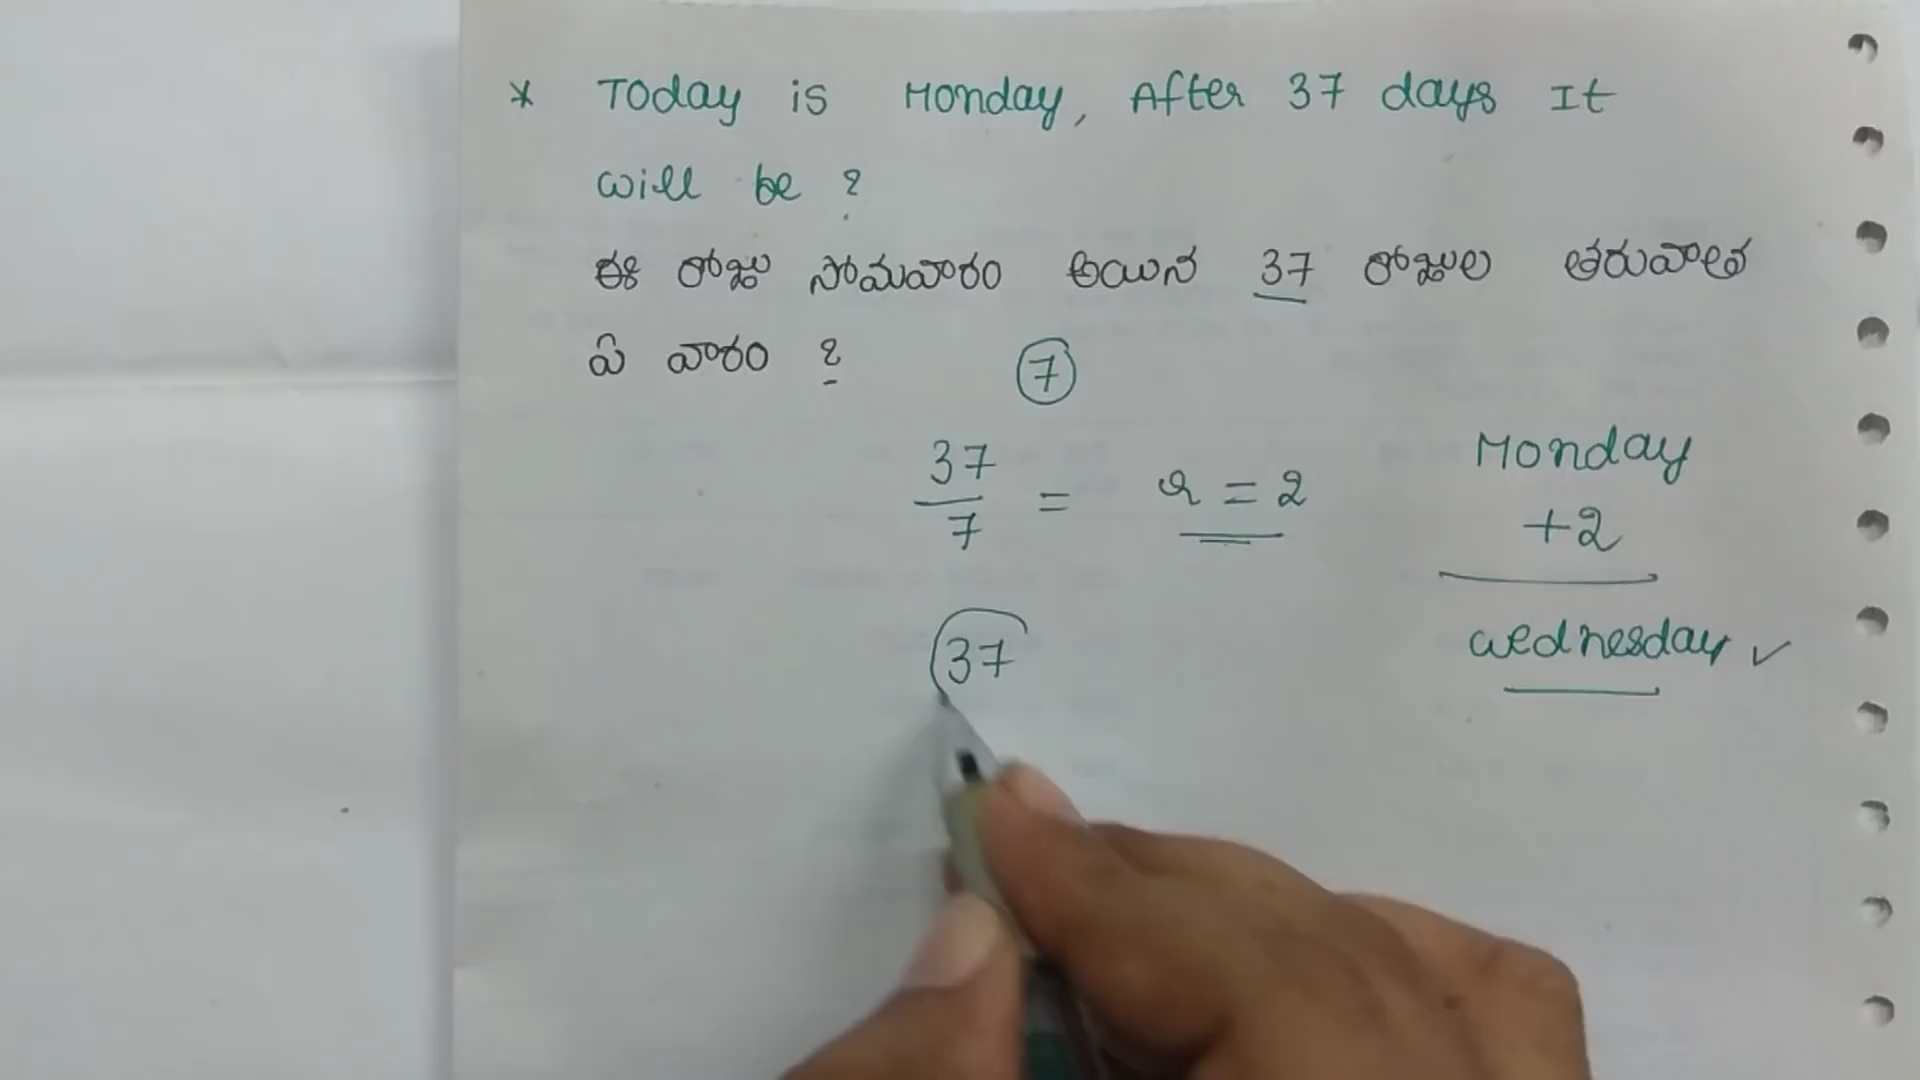 * Today is Monday, After 37 days It
will be ?
ఈ రోజు సోమవారం అయిన 37 రోజుల తరువాత
ఏ వారం ?
7
37/7 = r = 2
Monday
+2
Wednesday ✓
37